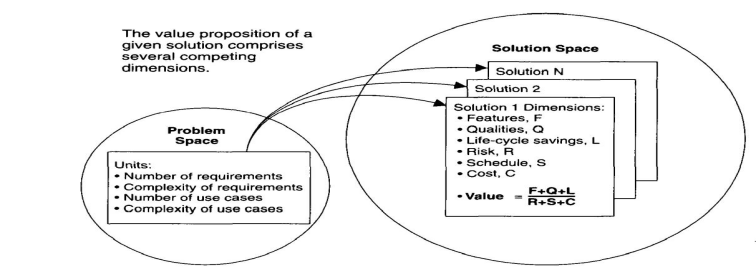 The value proposition of a
given solution comprises
several competing
dimensions.
Problem
Space
Units:
• Number of requirements
• Complexity of requirements
• Number of use cases
• Complexity of use cases
Solution Space
Solution N
Solution 2
Solution 1 Dimensions:
• Features, F
• Qualities, Q
• Life-cycle savings, L
• Risk, R
• Schedule, S
• Cost, C
• Value = F+Q+L
R+S+C